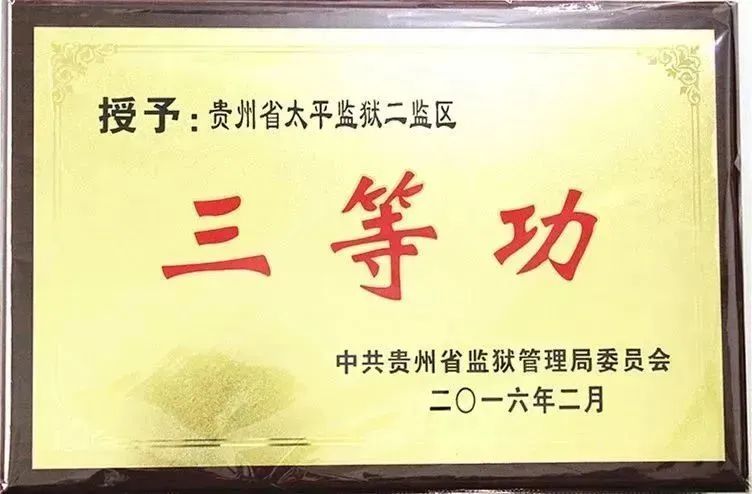 授予:贵州省太平监狱二监区
三等功
中共贵州省监狱管理局委员会
二〇一六年二月